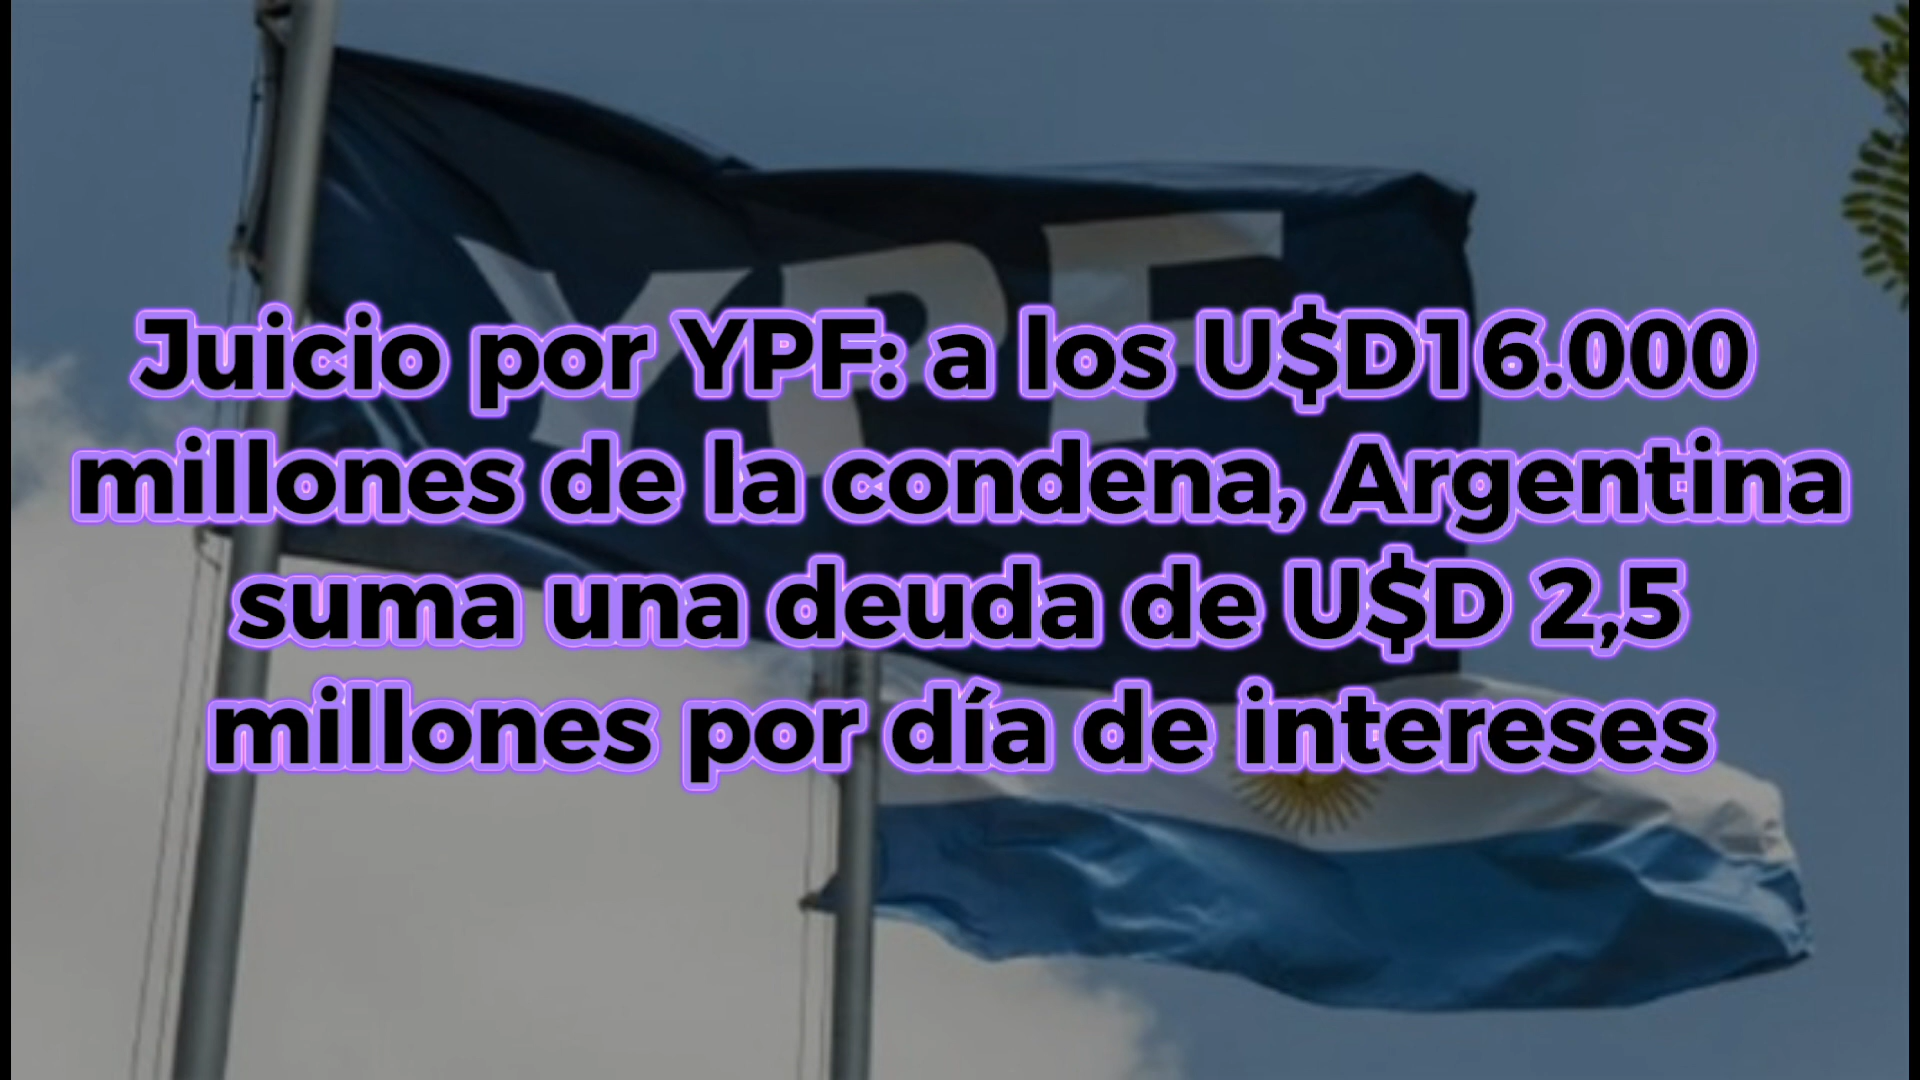 YPF
Juicio por YPF: a los U$D16.000
millones de la condena, Argentina
suma una deuda de U$D 2,5
millones por día de intereses